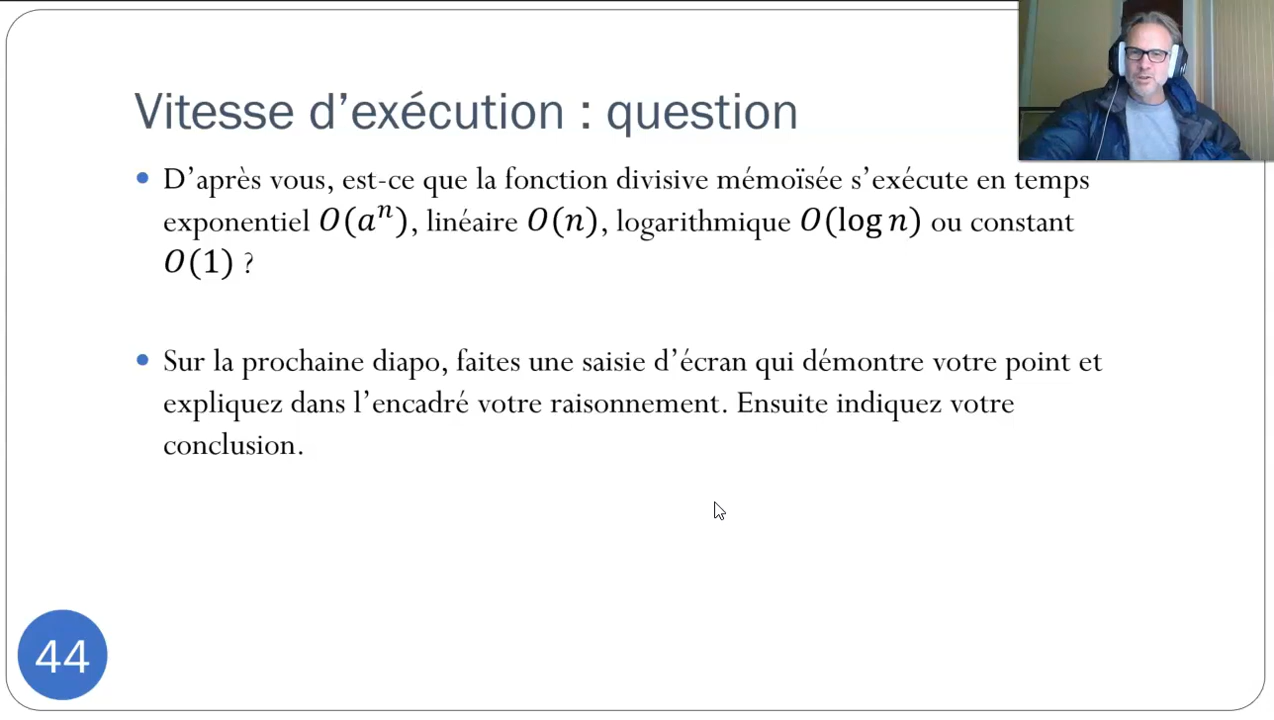 Vitesse d’exécution : question
• D’après vous, est-ce que la fonction divisive mémoïsée s’exécute en temps
exponentiel O(aⁿ), linéaire O(n), logarithmique O(log n) ou constant
O(1) ?
• Sur la prochaine diapo, faites une saisie d’écran qui démontre votre point et
expliquez dans l’encadré votre raisonnement. Ensuite indiquez votre
conclusion.
44